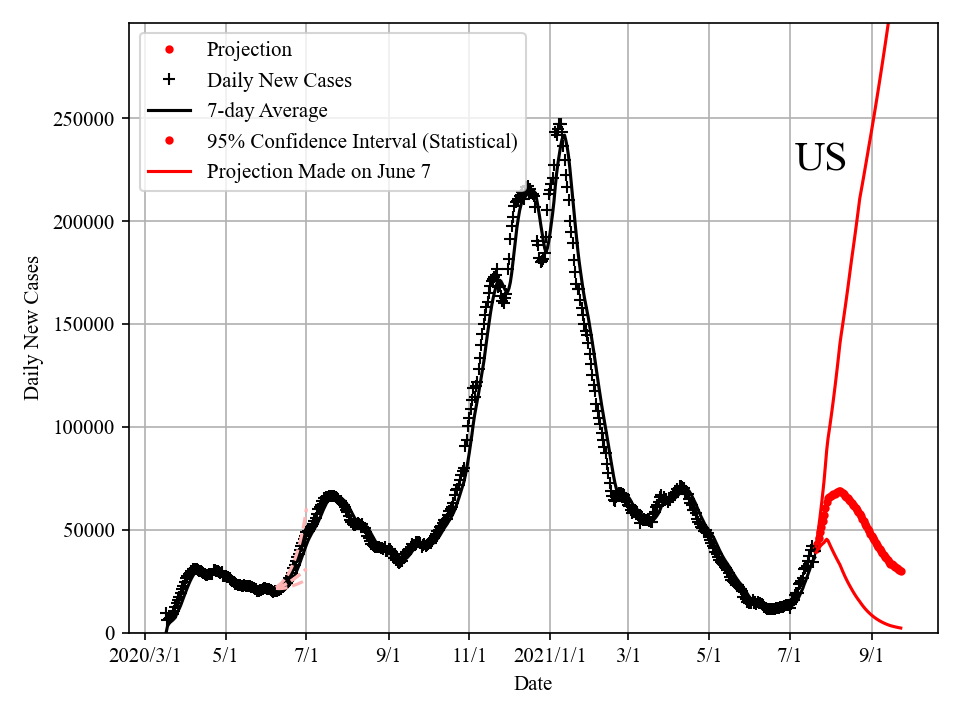 Projection
Daily New Cases
7-day Average
95% Confidence Interval (Statistical)
Projection Made on June 7
US
250000
200000
150000
100000
50000
0
Daily New Cases
2020/3/1 5/1 7/1 9/1 11/1 2021/1/1 3/1 5/1 7/1 9/1
Date